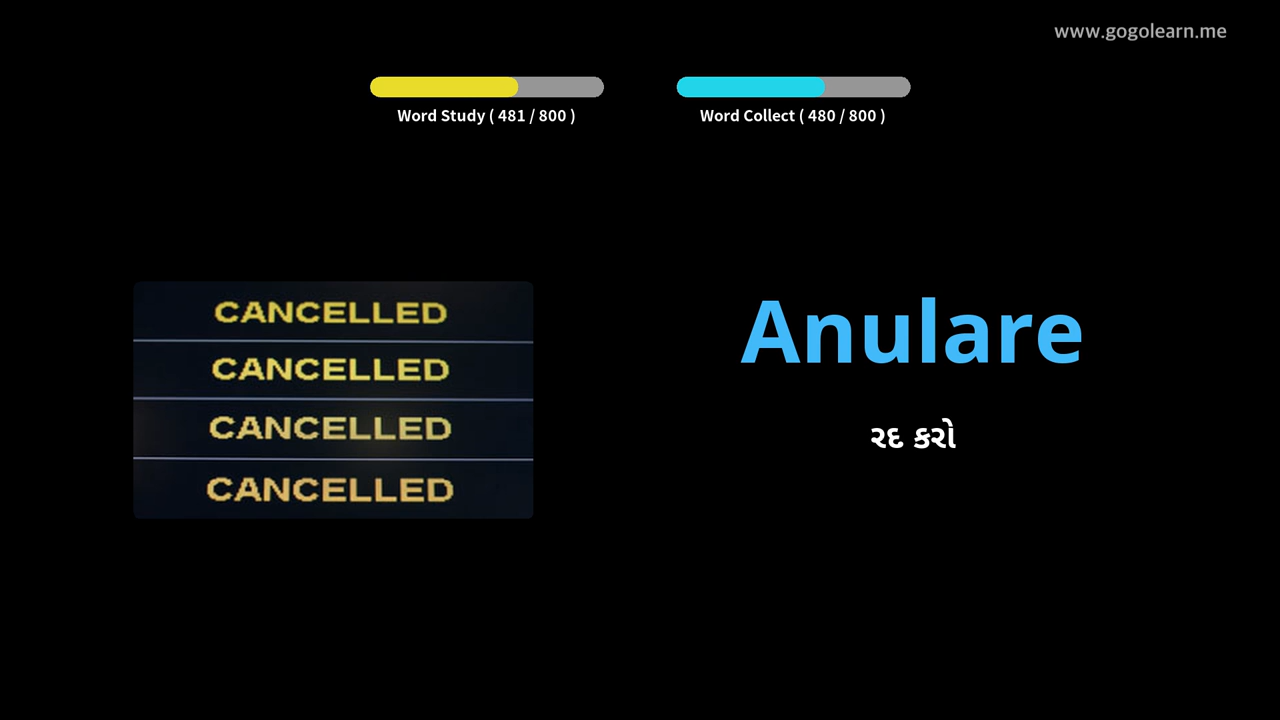 www.gogolearn.me
Word Study ( 481 / 800 )
Word Collect ( 480 / 800 )
CANCELLED
CANCELLED
CANCELLED
CANCELLED
Anulare
રદ કરો